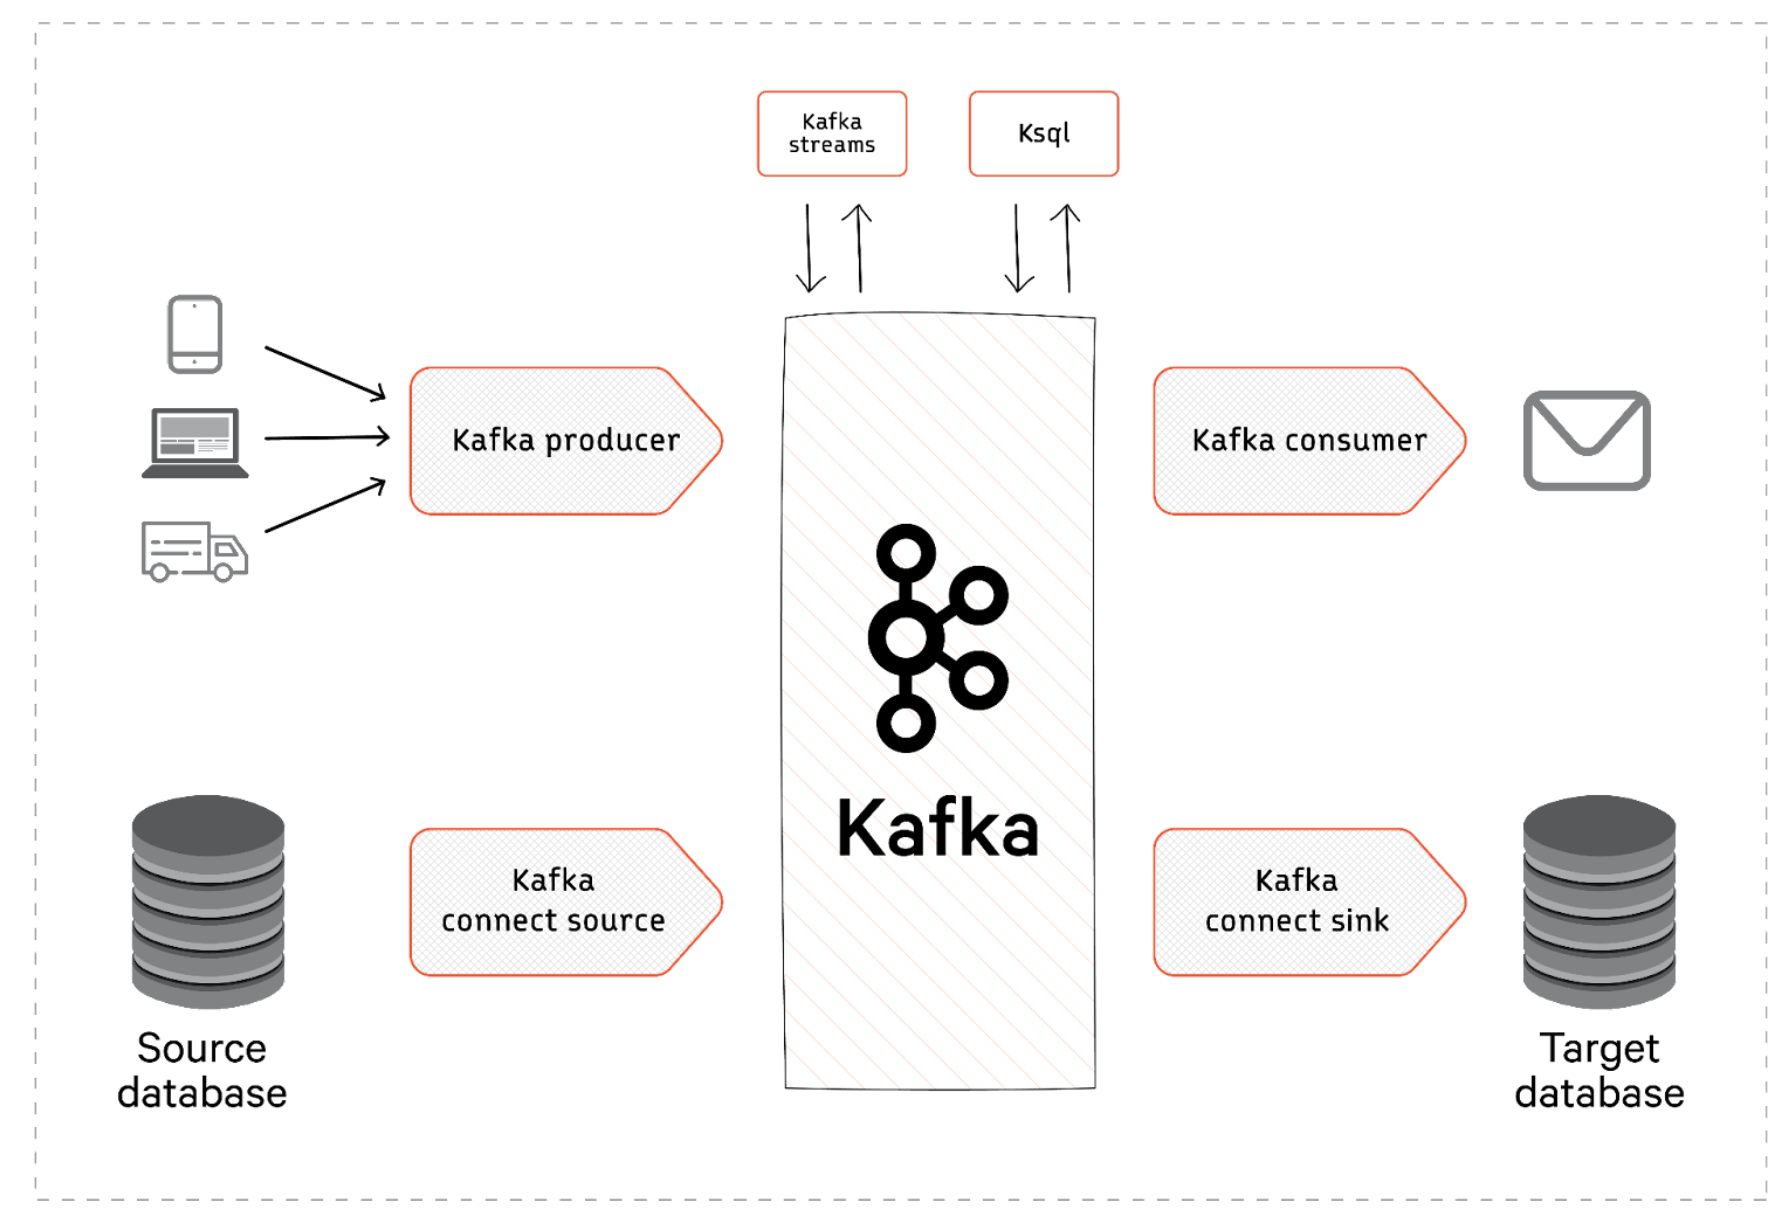 Kafka
streams
Ksql
Kafka producer
Kafka consumer
Kafka
Kafka
connect source
Kafka
connect sink
Source
database
Target
database